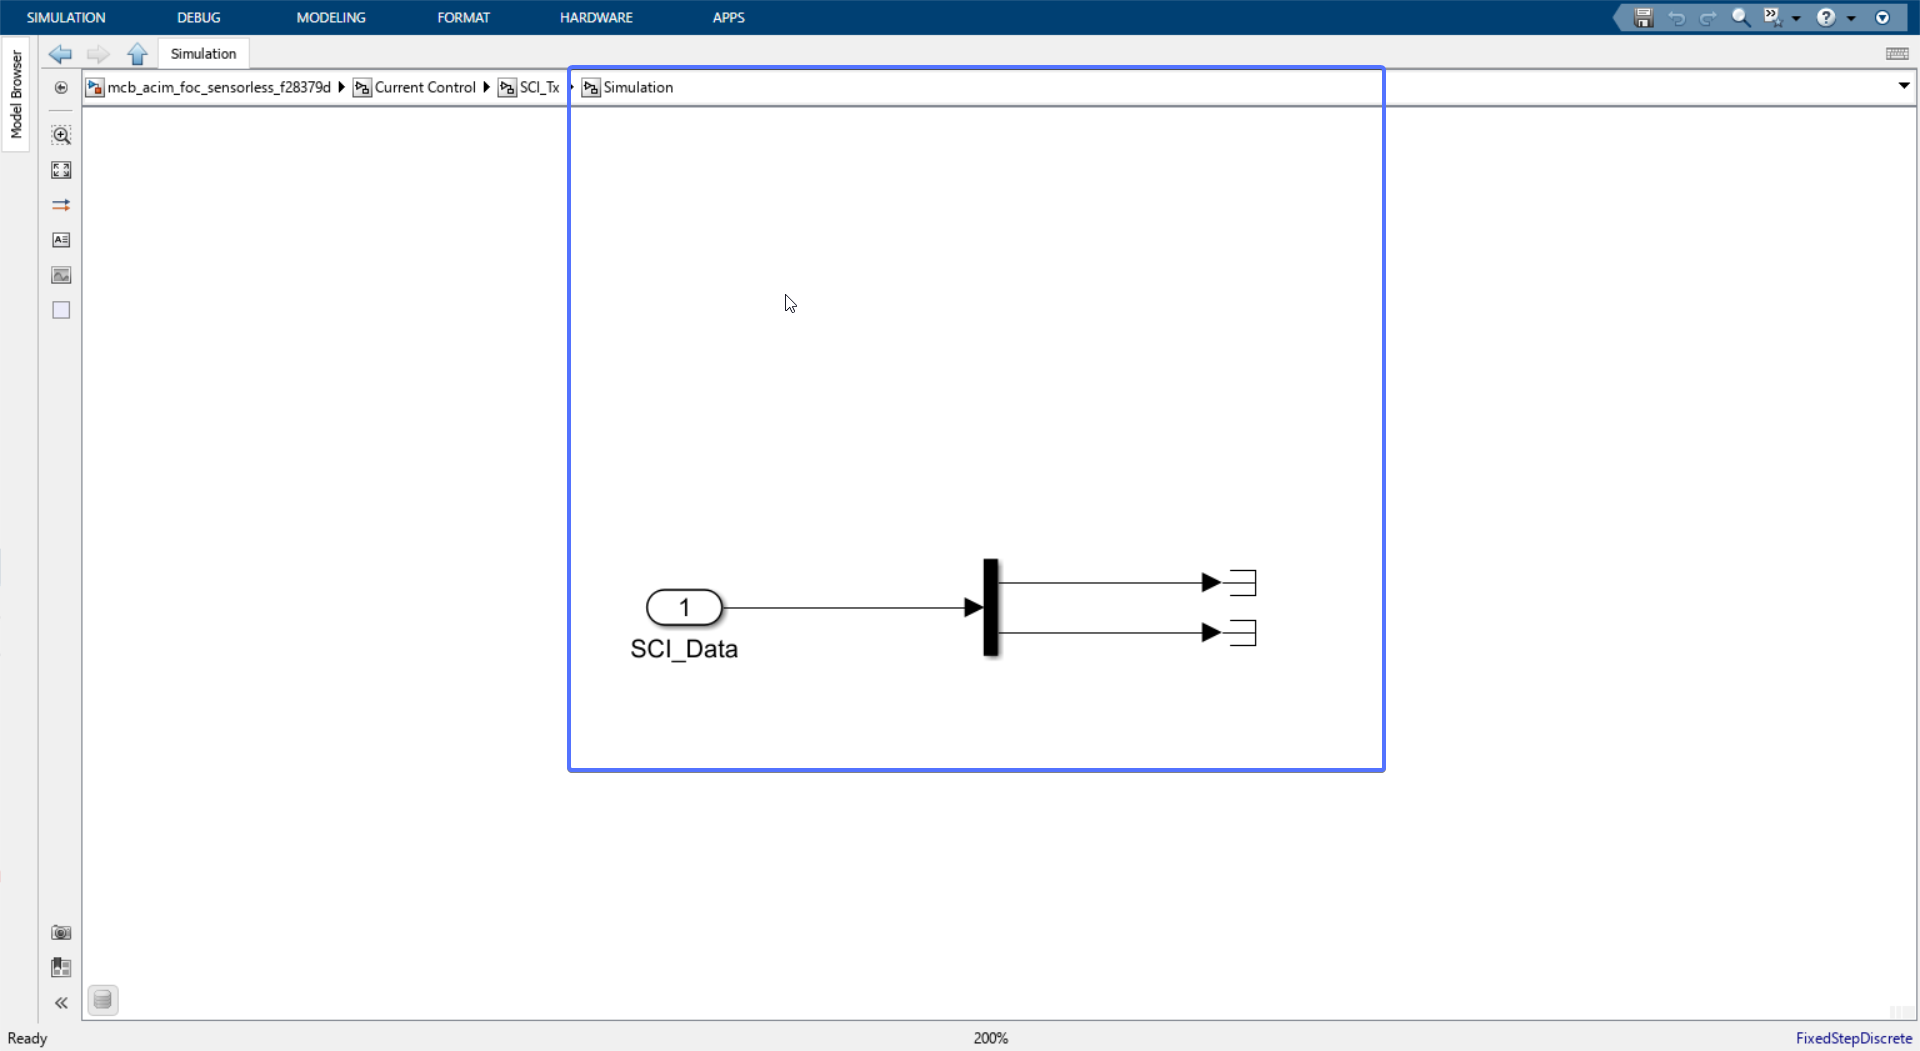 SIMULATION DEBUG MODELING FORMAT HARDWARE APPS
Model Browser
Simulation
mcb_acim_foc_sensorless_f28379d Current Control SCI_Tx Simulation
1
SCI_Data
Ready 200% FixedStepDiscrete